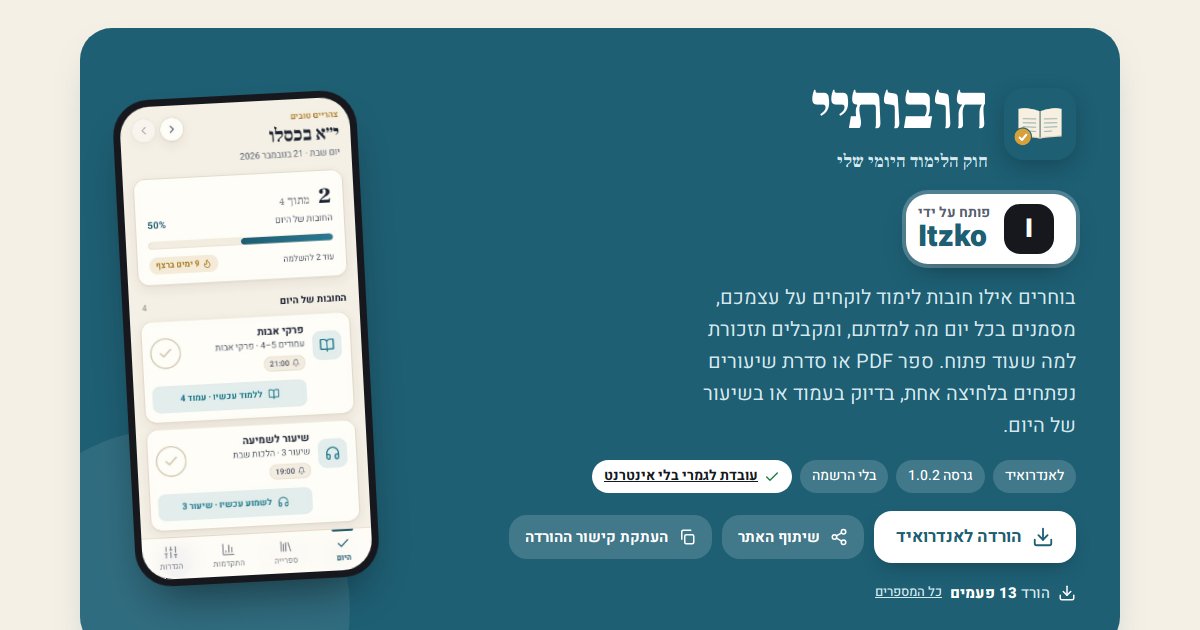 חובותיי
חוק הלימוד היומי שלי
I
פותח על ידי
Itzko
בוחרים אילו חובות לימוד לוקחים על עצמכם,
מסמנים בכל יום מה למדתם, ומקבלים תזכורת
למה שעוד פתוח. ספר PDF או סדרת שיעורים
נפתחים בלחיצה אחת, בדיוק בעמוד או בשיעור
של היום.
לאנדרואיד
גרסה 1.0.2
בלי הרשמה
עובדת לגמרי בלי אינטרנט
הורדה לאנדרואיד
שיתוף האתר
העתקת קישור ההורדה
הורד 13 פעמים כל המספרים
צהריים טובים
י״א בכסלו
יום שבת · 21 בנובמבר 2026
2 מתוך 4
החובות של היום
50%
עוד 2 להשלמה
9 ימים ברצף
החובות של היום
4
פרקי אבות
עמודים 4–5 · פרקי אבות
21:00
ללמוד עכשיו · עמוד 4
שיעור לשמיעה
שיעור 3 · הלכות שבת
19:00
לשמוע עכשיו · שיעור 3
היום
ספרייה
התקדמות
הגדרות